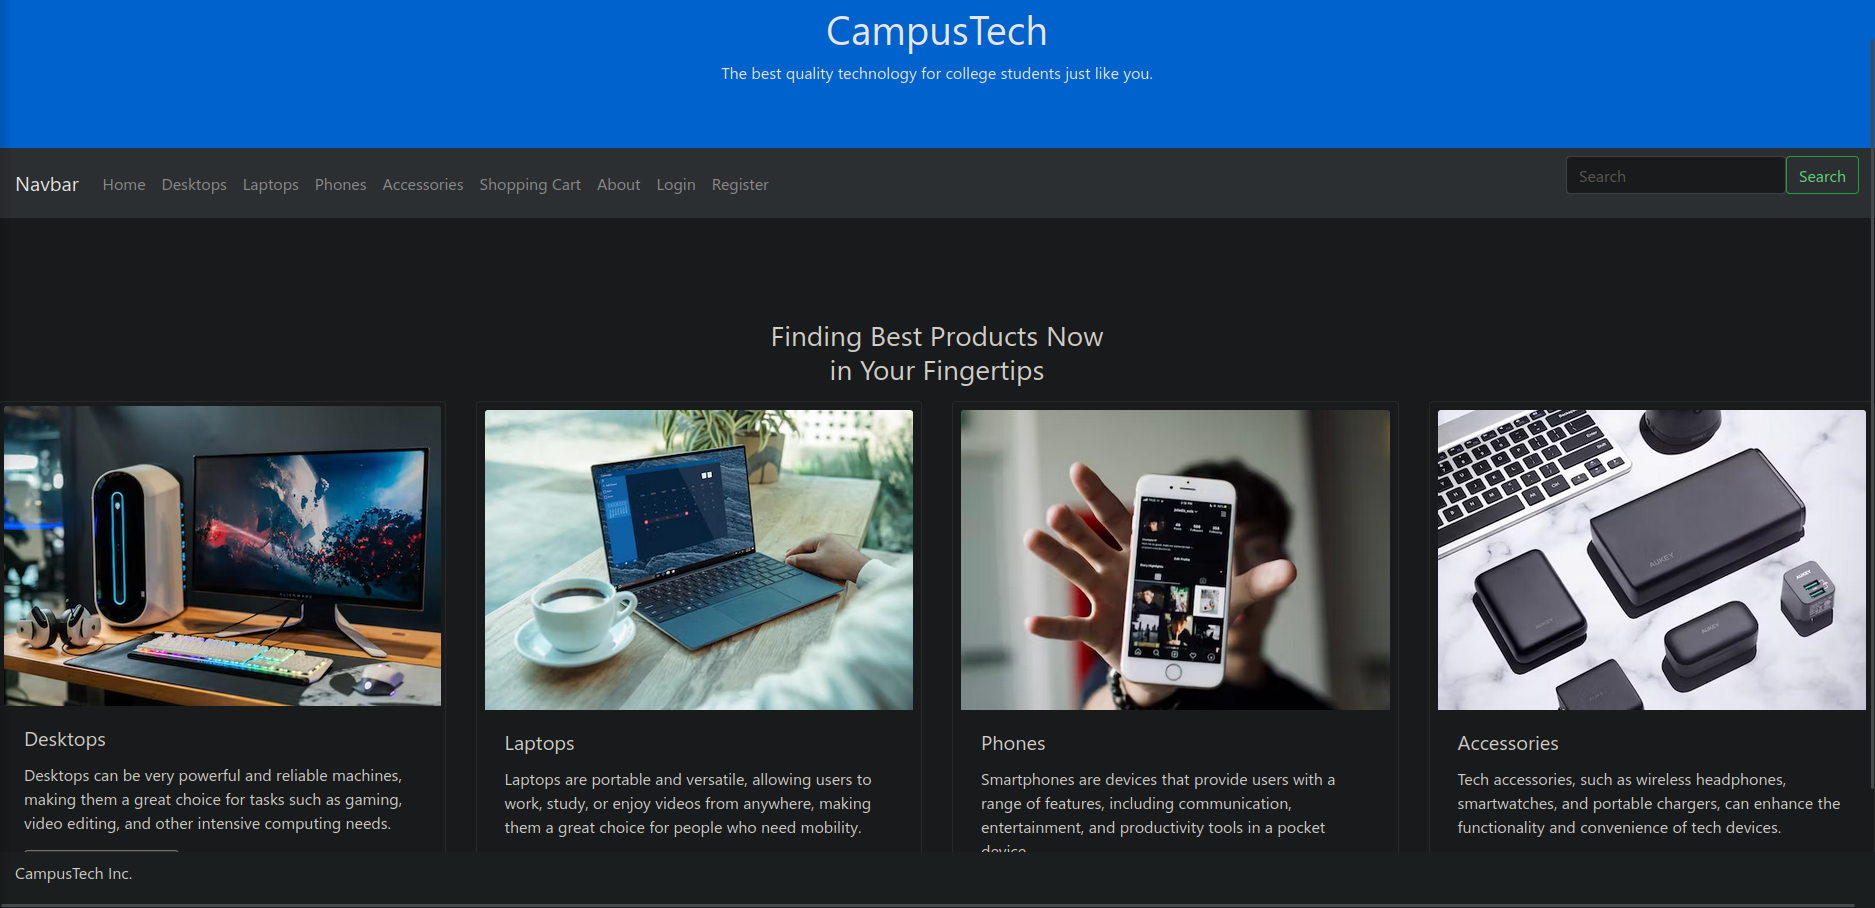 CampusTech
The best quality technology for college students just like you.
Navbar Home Desktops Laptops Phones Accessories Shopping Cart About Login Register Search Search
Finding Best Products Now
in Your Fingertips
ALIENWARE
AUKEY
AUKEY
AUKEY
Desktops
Desktops can be very powerful and reliable machines,
making them a great choice for tasks such as gaming,
video editing, and other intensive computing needs.
Laptops
Laptops are portable and versatile, allowing users to
work, study, or enjoy videos from anywhere, making
them a great choice for people who need mobility.
Phones
Smartphones are devices that provide users with a
range of features, including communication,
entertainment, and productivity tools in a pocket
device.
Accessories
Tech accessories, such as wireless headphones,
smartwatches, and portable chargers, can enhance the
functionality and convenience of tech devices.
CampusTech Inc.